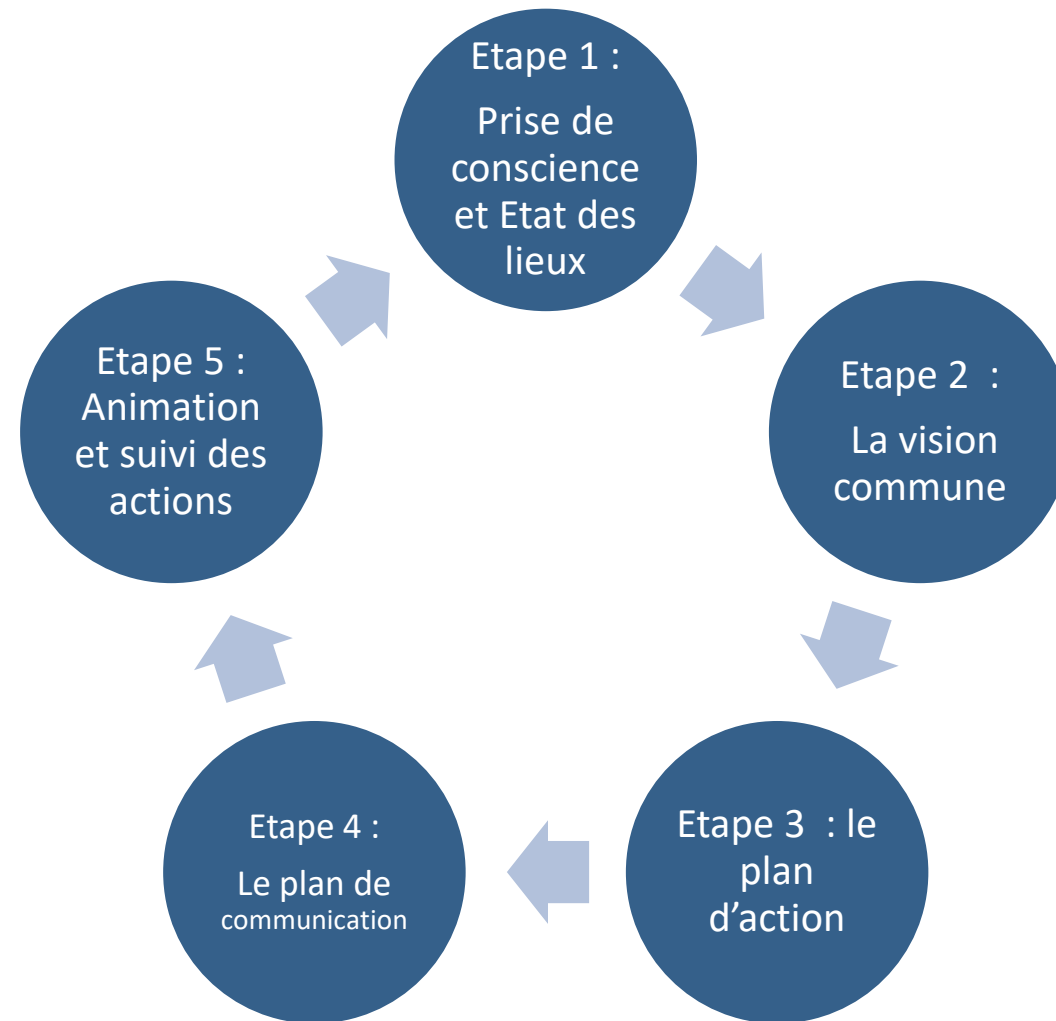 Etape 1 :
Prise de
conscience
et Etat des
lieux
Etape 2  :
La vision
commune
Etape 3  : le
plan
d’action
Etape 4 :
Le plan de
communication
Etape 5 :
Animation
et suivi des
actions